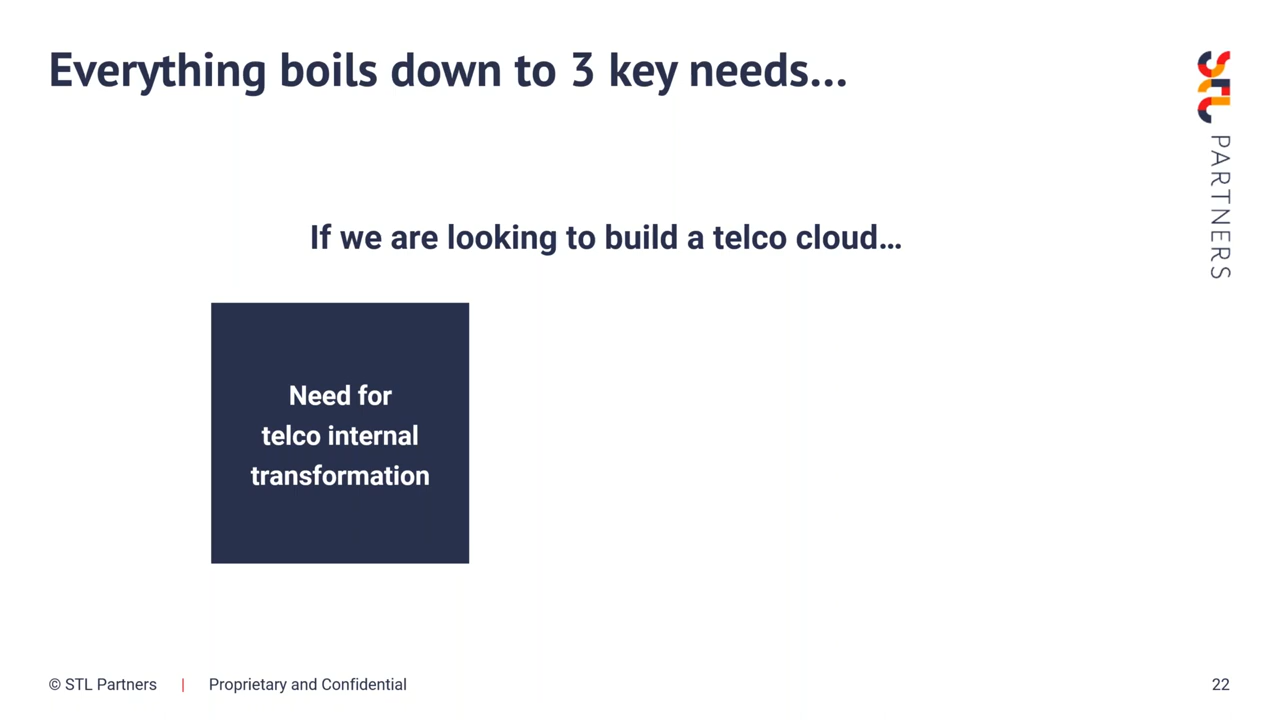 Everything boils down to 3 key needs...
STL
PARTNERS
If we are looking to build a telco cloud...
Need for
telco internal
transformation
© STL Partners | Proprietary and Confidential
22